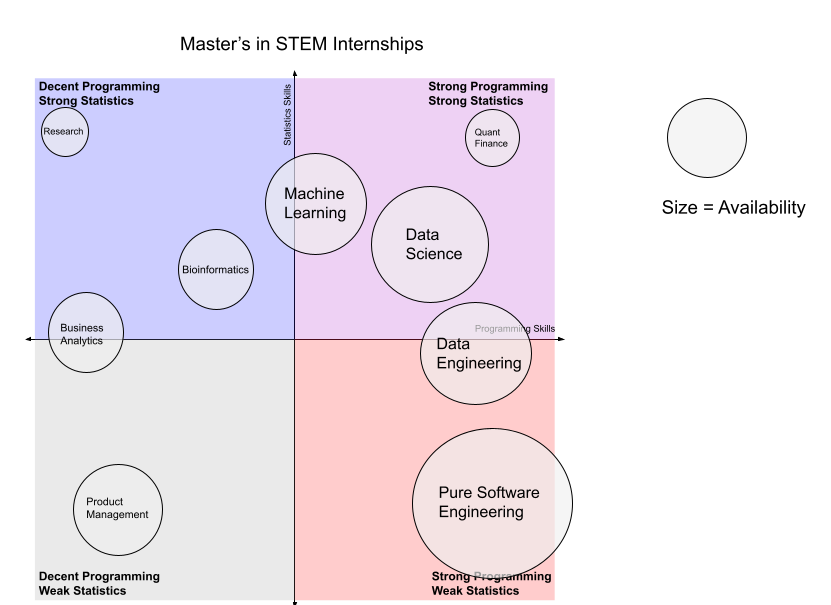 Master's in STEM Internships
Decent Programming
Strong Statistics
Statistics Skills
Strong Programming
Strong Statistics
Research
Quant
Finance
Machine
Learning
Data
Science
Size = Availability
Bioinformatics
Business
Analytics
Programming Skills
Data
Engineering
Product
Management
Pure Software
Engineering
Decent Programming
Weak Statistics
Strong Programming
Weak Statistics